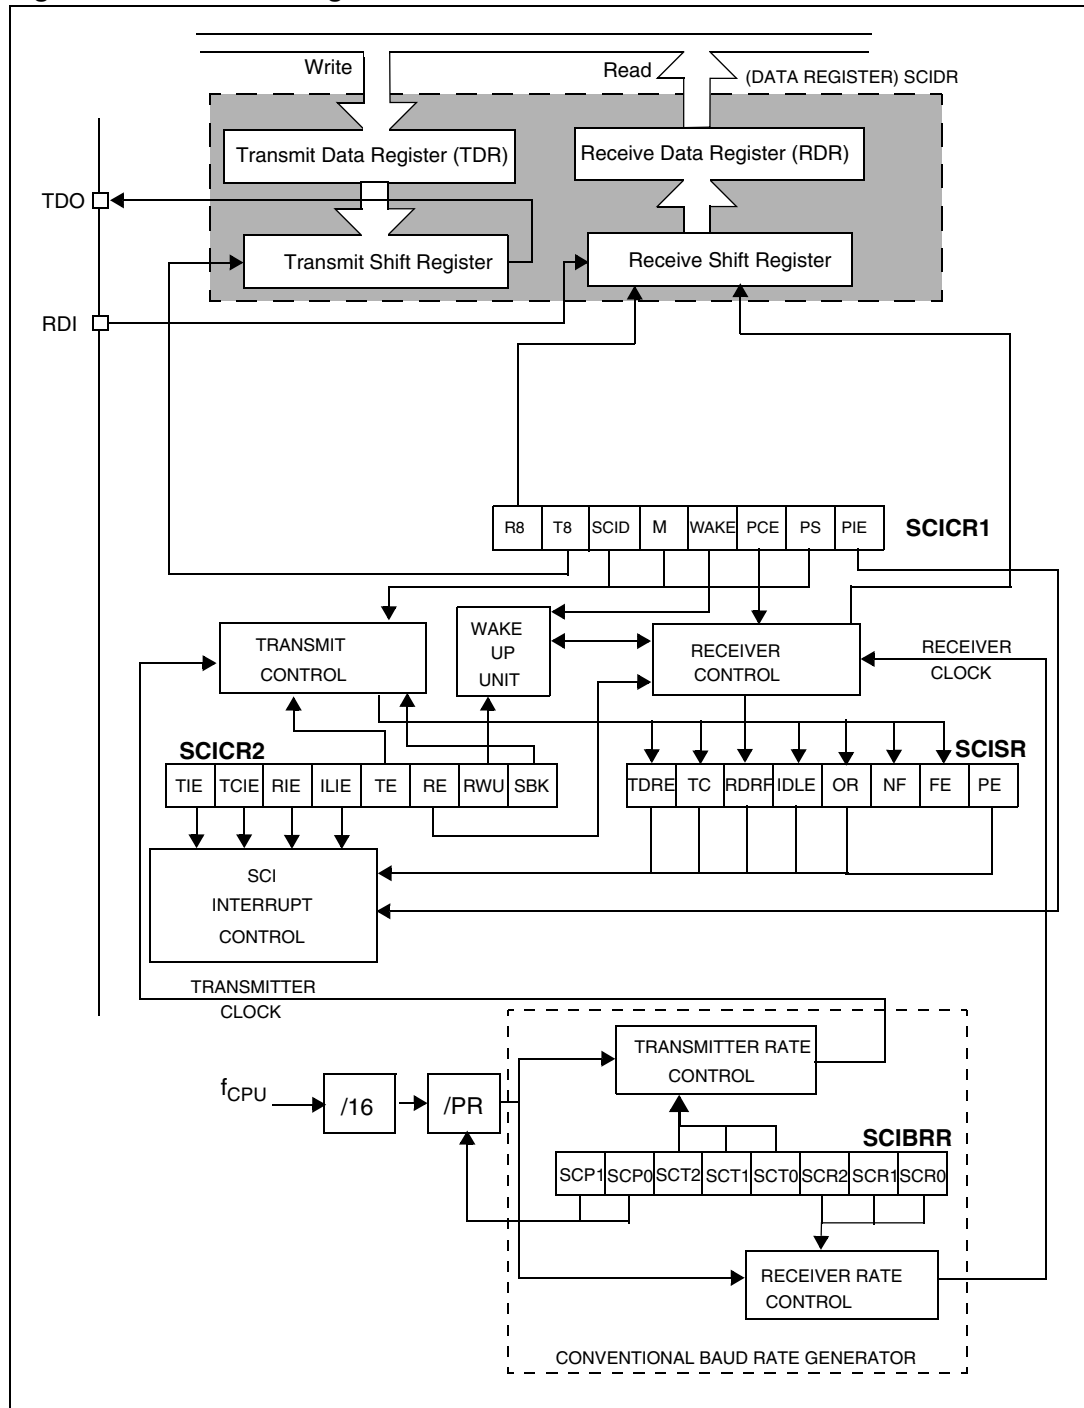 Write
Read
(DATA REGISTER) SCIDR
Transmit Data Register (TDR)
Receive Data Register (RDR)
TDO
Transmit Shift Register
Receive Shift Register
RDI
R8 T8 SCID M WAKE PCE PS PIE
SCICR1
TRANSMIT
CONTROL
WAKE
UP
UNIT
RECEIVER
CONTROL
RECEIVER
CLOCK
SCICR2
SCISR
TIE TCIE RIE ILIE TE RE RWU SBK
TDRE TC RDRF IDLE OR NF FE PE
SCI
INTERRUPT
CONTROL
TRANSMITTER
CLOCK
TRANSMITTER RATE
CONTROL
fCPU
/16
/PR
SCIBRR
SCP1 SCP0 SCT2 SCT1 SCT0 SCR2 SCR1 SCR0
RECEIVER RATE
CONTROL
CONVENTIONAL BAUD RATE GENERATOR